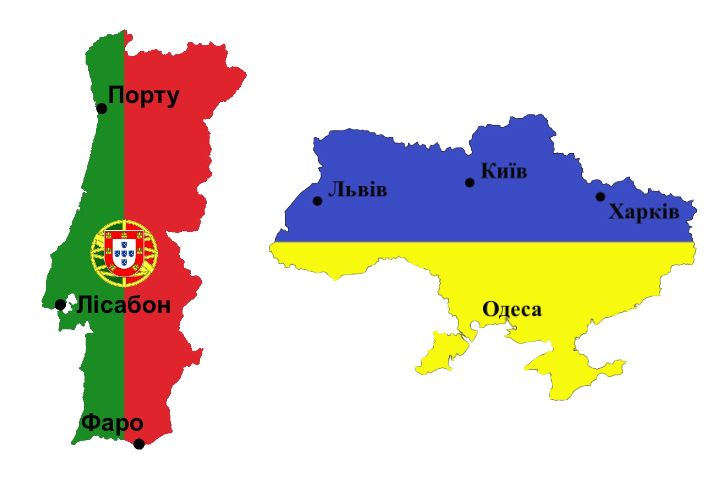 Порту
Лісабон
Фаро
Львів
Київ
Харків
Одеса